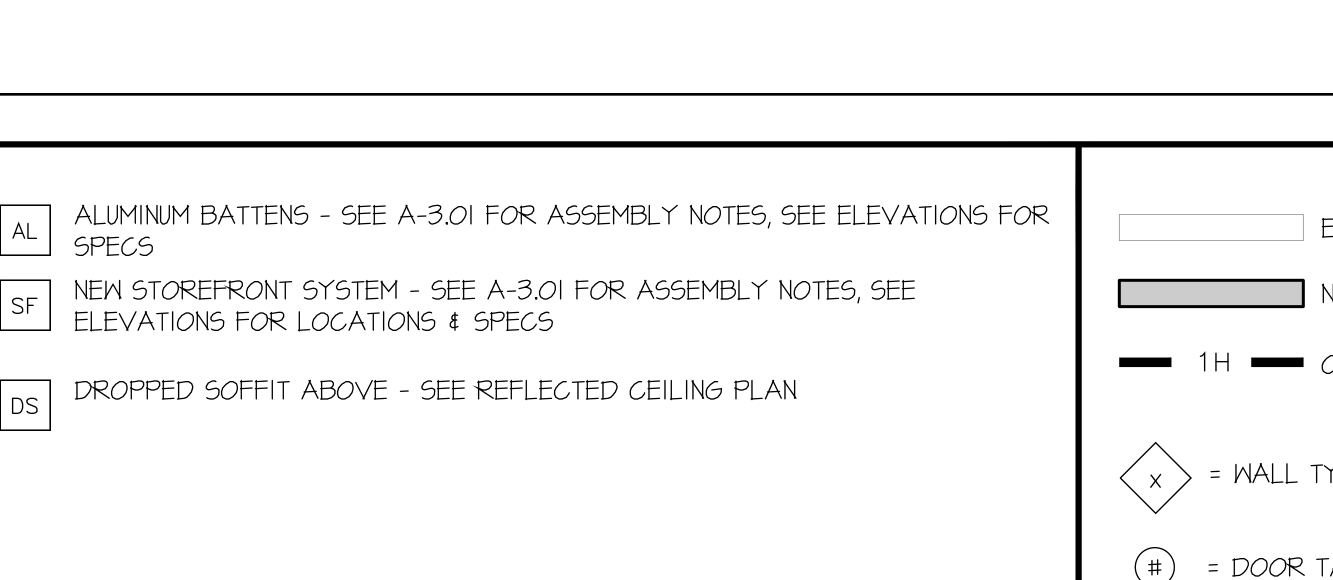 AL
ALUMINUM BATTENS - SEE A-3.01 FOR ASSEMBLY NOTES, SEE ELEVATIONS FOR
SPECS
SF
NEW STOREFRONT SYSTEM - SEE A-3.01 FOR ASSEMBLY NOTES, SEE
ELEVATIONS FOR LOCATIONS & SPECS
DS
DROPPED SOFFIT ABOVE - SEE REFLECTED CEILING PLAN
1H
x
= WALL
#
= DOOR